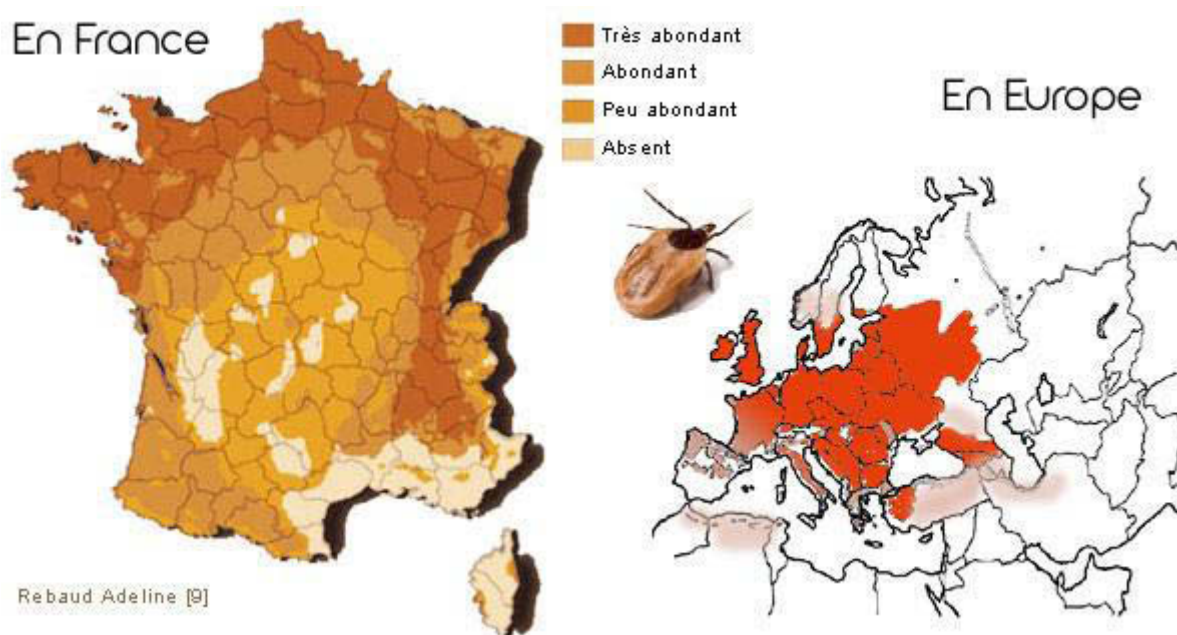 En France
Très abondant
Abondant
Peu abondant
Absent
En Europe
Rebaud Adeline [9]